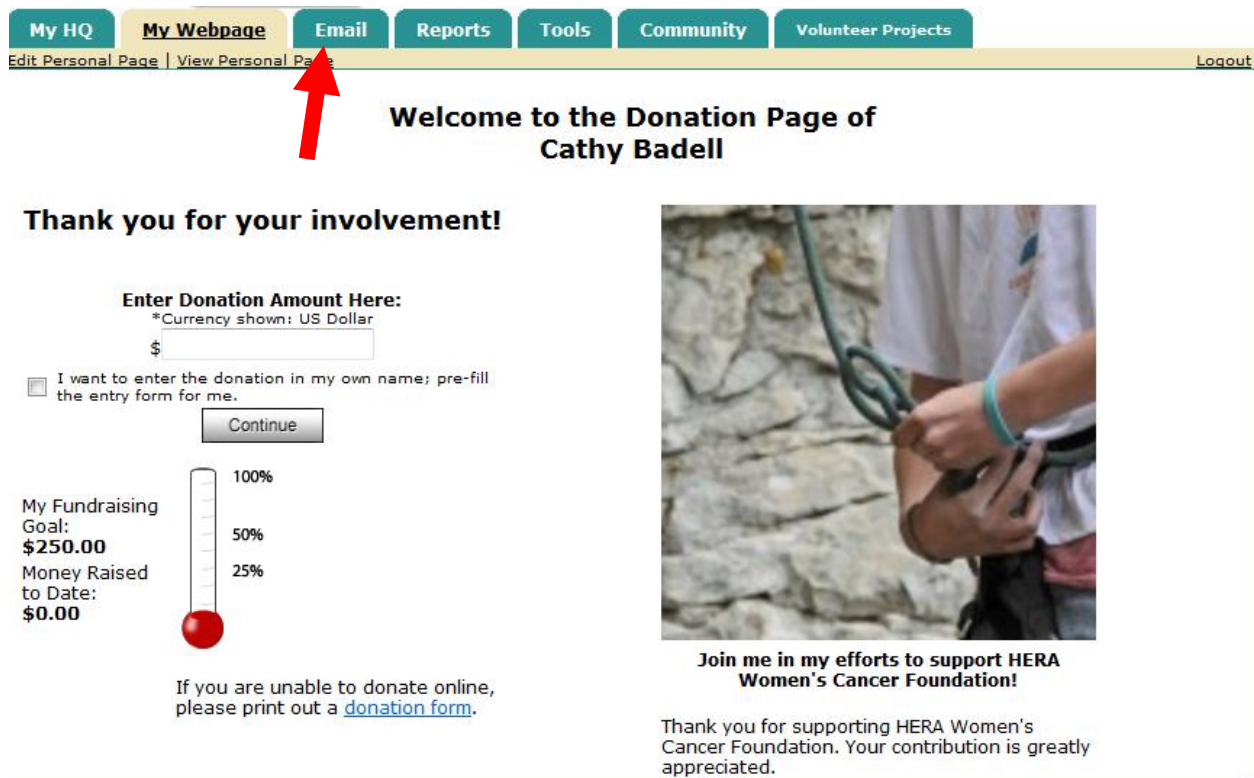 My HQ My Webpage Email Reports Tools Community Volunteer Projects
Edit Personal Page | View Personal Page Logout
Welcome to the Donation Page of
Cathy Badell
Thank you for your involvement!
Enter Donation Amount Here:
*Currency shown: US Dollar
$
I want to enter the donation in my own name; pre-fill
the entry form for me.
Continue
100%
50%
25%
My Fundraising
Goal:
$250.00
Money Raised
to Date:
$0.00
If you are unable to donate online,
please print out a donation form.
Join me in my efforts to support HERA
Women's Cancer Foundation!
Thank you for supporting HERA Women's
Cancer Foundation. Your contribution is greatly
appreciated.